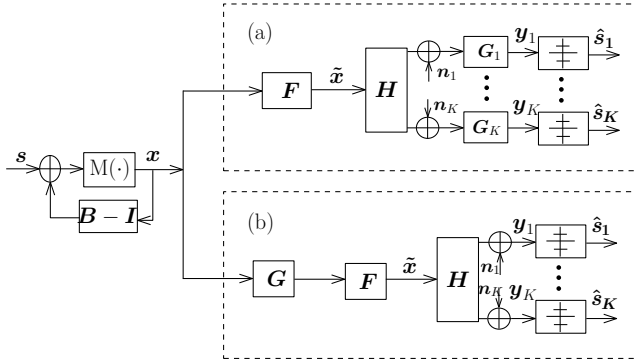 (a)
F
x̃
H
n₁
G₁
y₁
ŝ₁
n_K
G_K
y_K
ŝ_K
s
M(·)
x
B − I
(b)
G
F
x̃
H
n₁
y₁
ŝ₁
n_K
y_K
ŝ_K